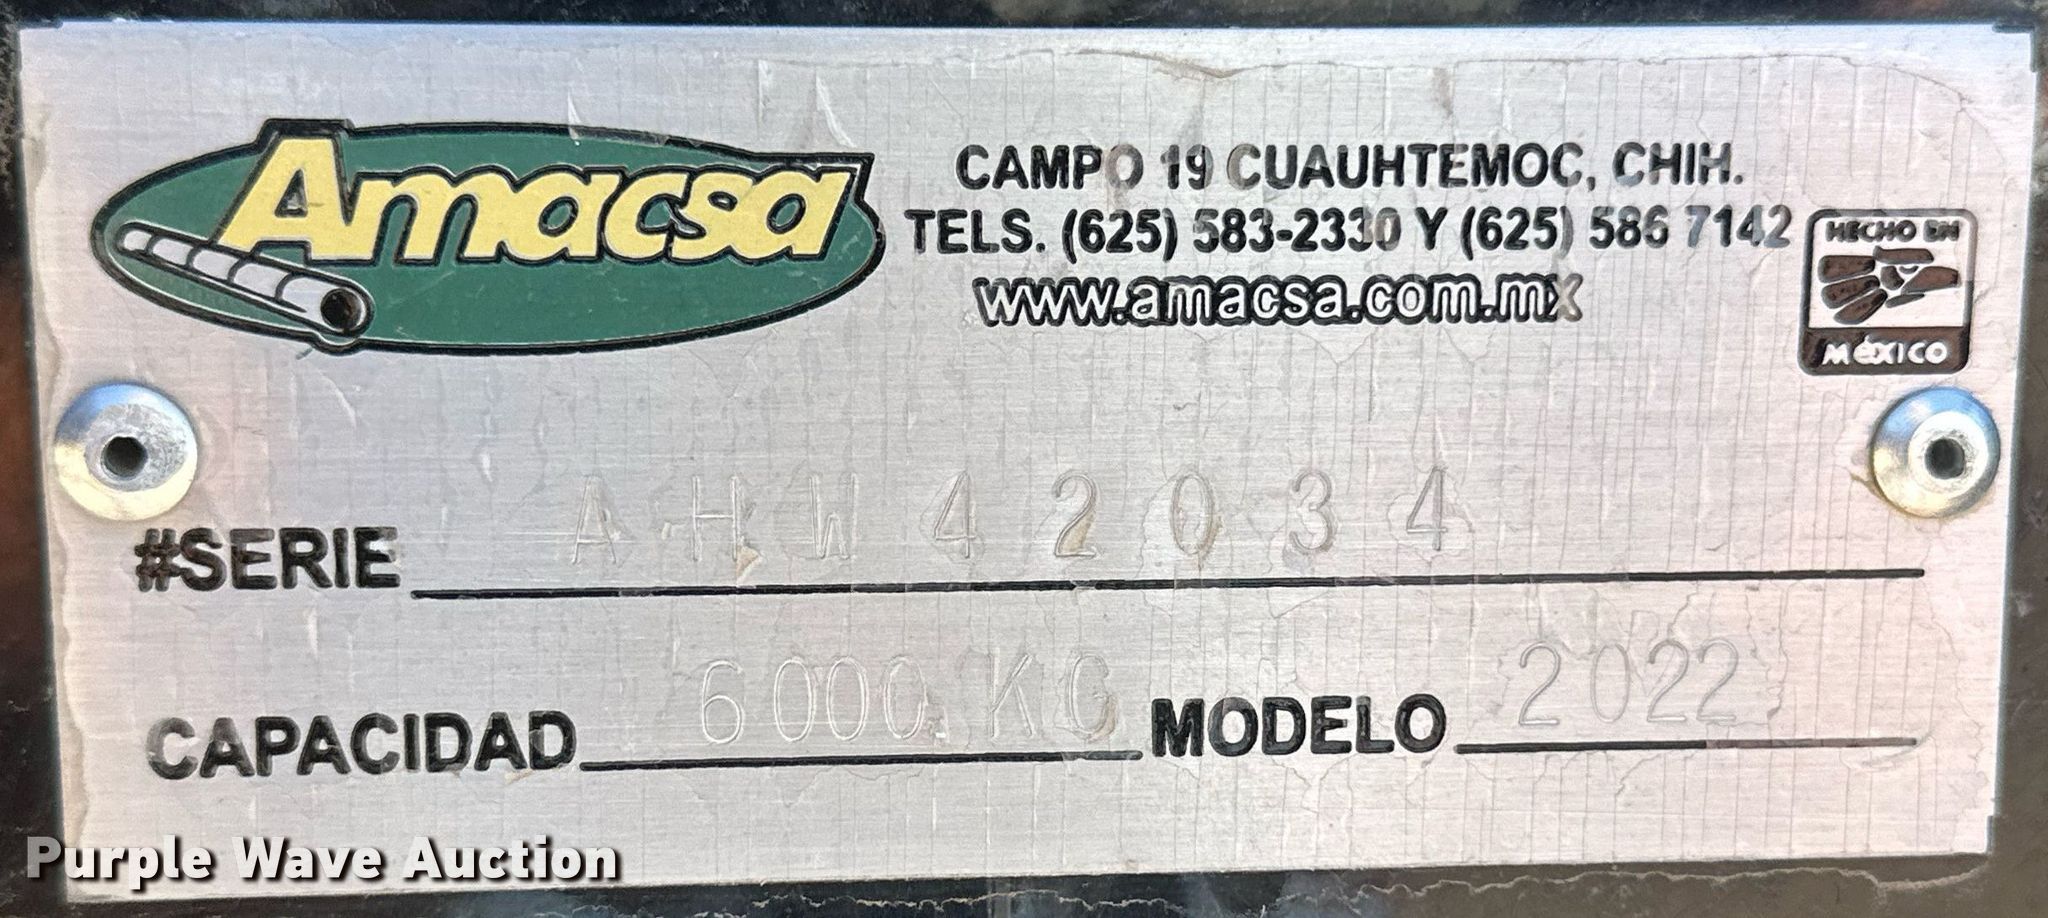 Amacsa
CAMPO 19 CUAUHTEMOC, CHIH.
TELS. (625) 583-2330 Y (625) 586 7142
www.amacsa.com.mx
HECHO EN
MéXICO
#SERIE AHW42034
CAPACIDAD 6000 KG MODELO 2022
Purple Wave Auction